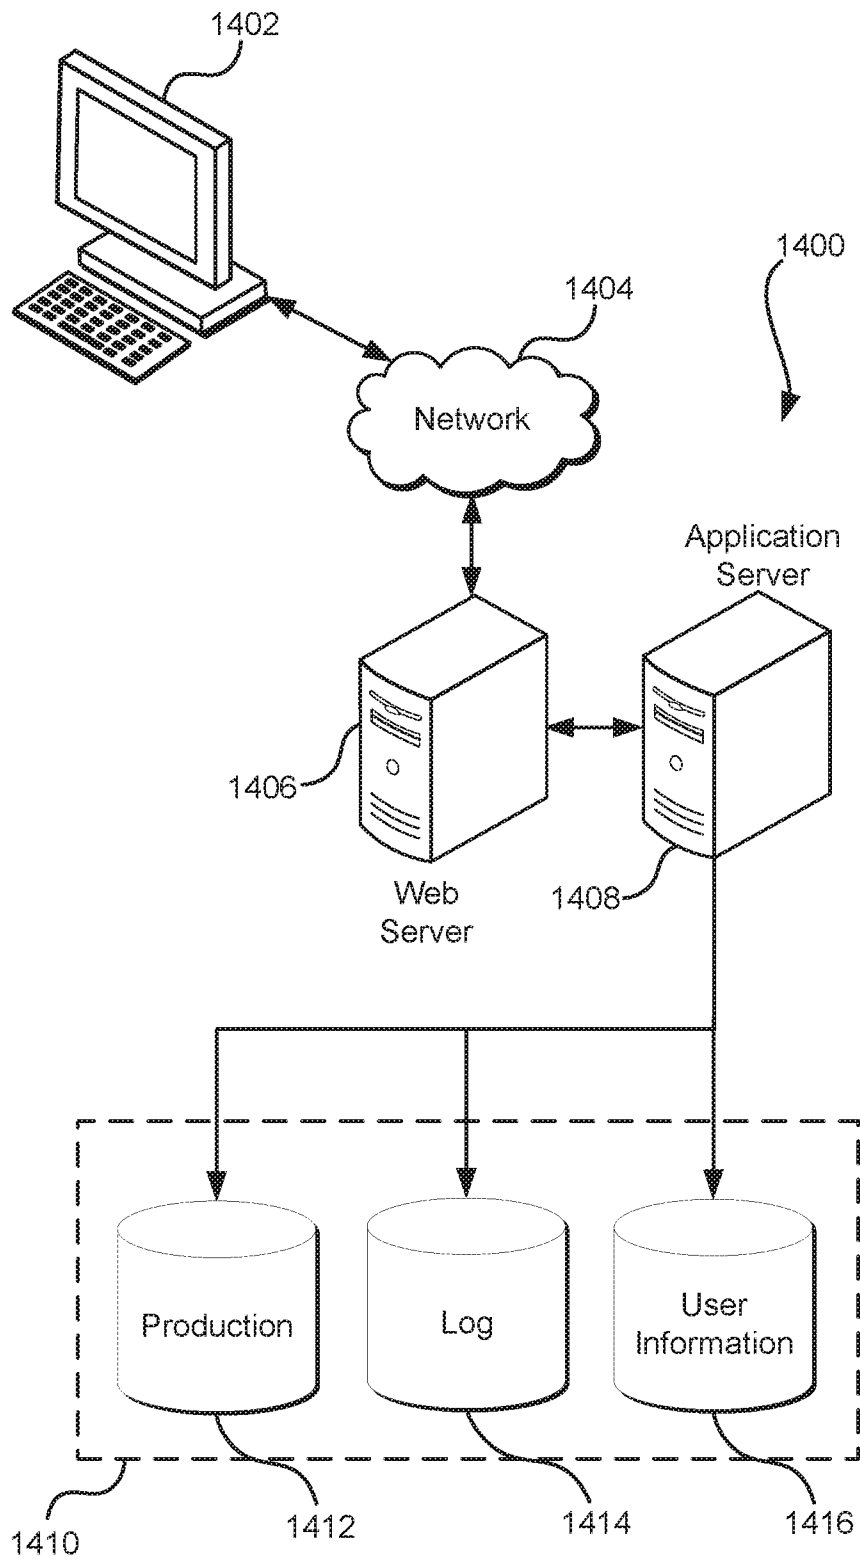 1402
1400
1404
Network
Application
Server
1406
1408
Web
Server
Production
Log
User
Information
1410
1412
1414
1416